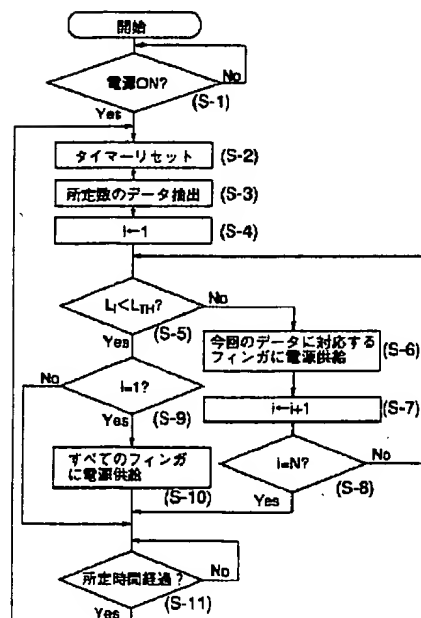 開始
電源ON?
No
(S-1)
Yes
タイマーリセット
(S-2)
所定数のデータ抽出
(S-3)
i←1
(S-4)
Li<LTH?
No
(S-5)
Yes
今回のデータに対応する
フィンガに電源供給
(S-6)
No
i=1?
i←i+1
(S-7)
Yes
(S-9)
すべてのフィンガ
に電源供給
i=N?
No
(S-10)
Yes
(S-8)
所定時間経過?
No
(S-11)
Yes